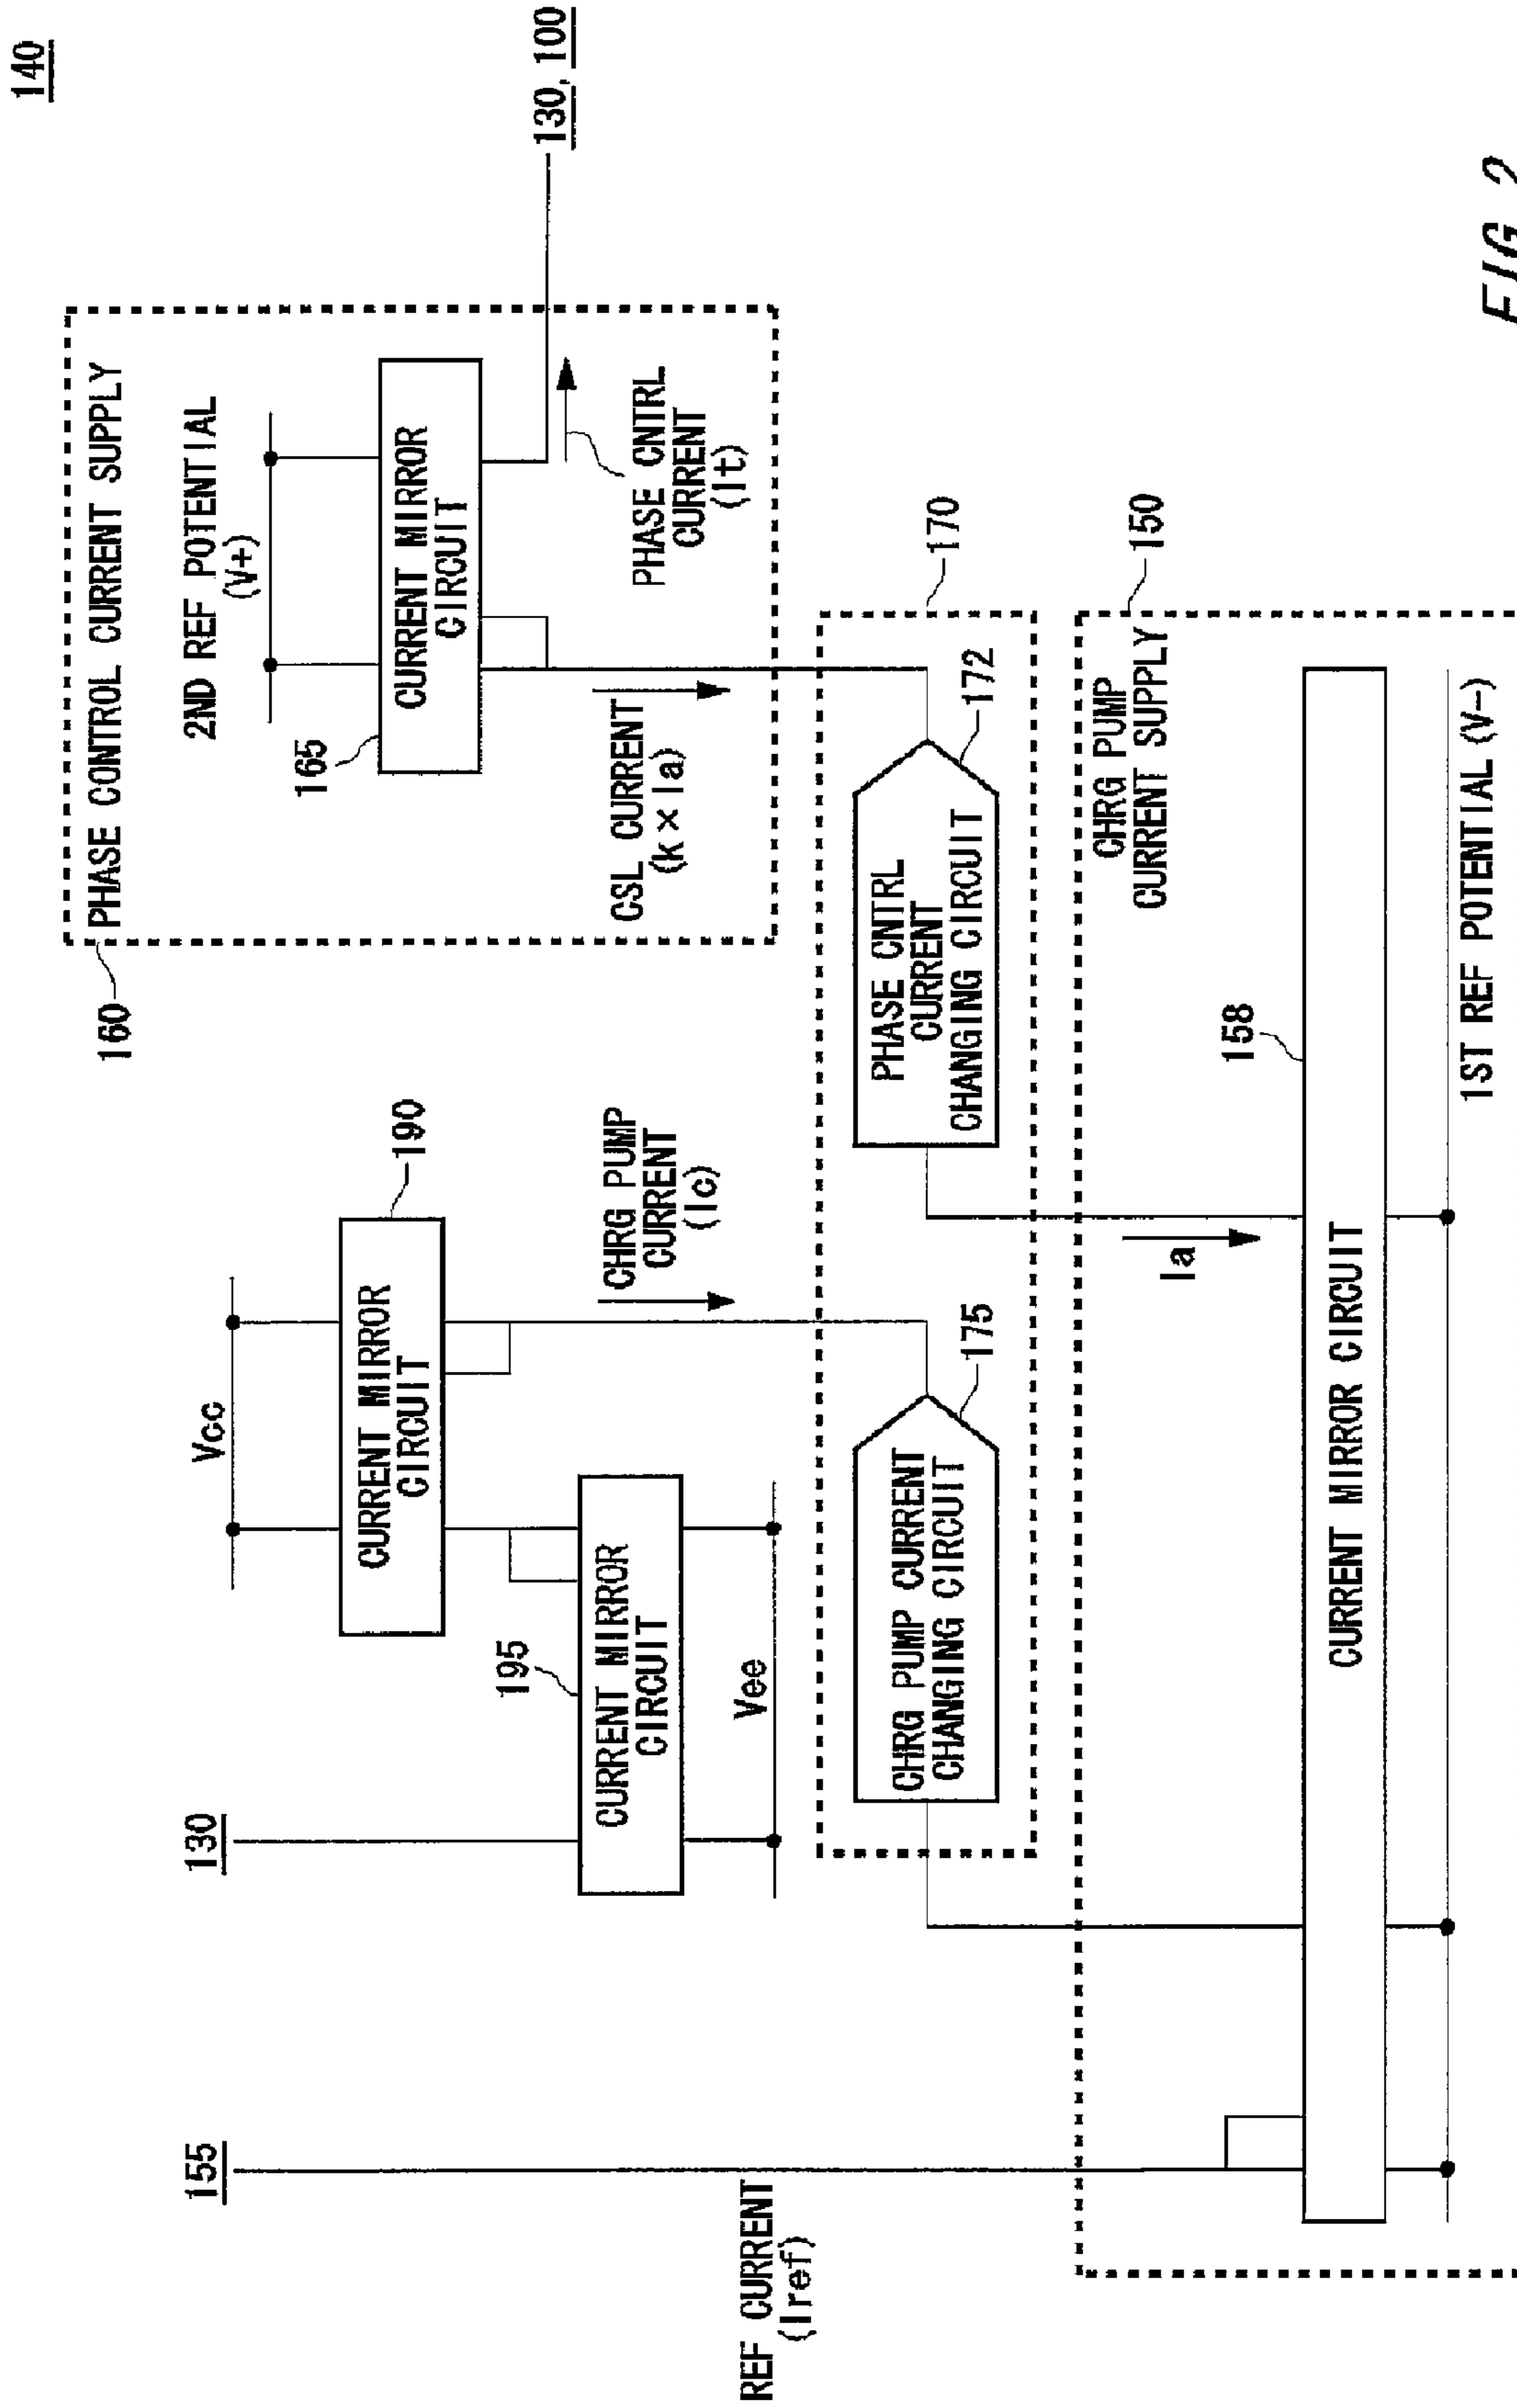 140
160
PHASE CONTROL CURRENT SUPPLY
2ND REF POTENTIAL
(V+)
165
CURRENT MIRROR
CIRCUIT
130, 100
PHASE CNTRL
CURRENT
(It)
CSL CURRENT
(k×Ia)
Vcc
CURRENT MIRROR
CIRCUIT
190
CHRG PUMP
CURRENT
(Ic)
130
195
CURRENT MIRROR
CIRCUIT
Vee
155
REF CURRENT
(Iref)
170
CHRG PUMP CURRENT
CHANGING CIRCUIT
175
PHASE CNTRL
CURRENT
CHANGING CIRCUIT
172
150
CHRG PUMP
CURRENT SUPPLY
Ia
158
CURRENT MIRROR CIRCUIT
1ST REF POTENTIAL (V-)
FIG. 2